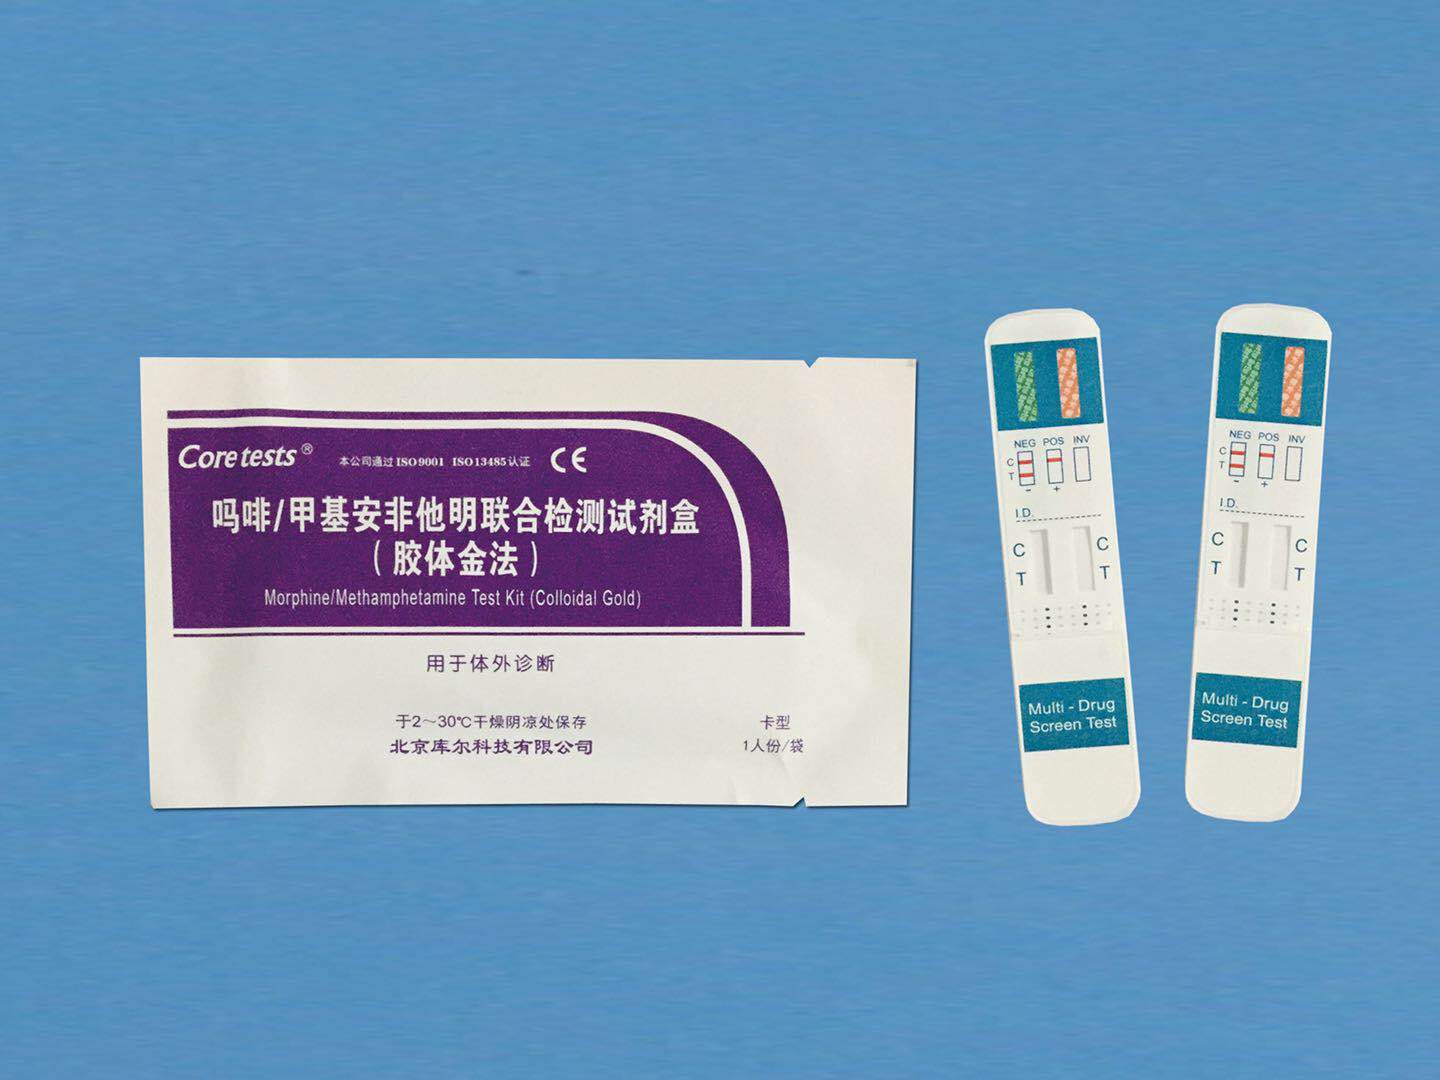 Coretests®
本公司通过ISO9001 ISO13485认证
CE
吗啡/甲基安非他明联合检测试剂盒
(胶体金法)
Morphine/Methamphetamine Test Kit (Colloidal Gold)
用于体外诊断
于2~30℃干燥阴凉处保存
卡型
北京库尔科技有限公司
1人份/袋
NEG POS INV
C
T
- +
I.D.
C C
T T
Multi - Drug
Screen Test
NEG POS INV
C
T
- +
I.D.
C C
T T
Multi - Drug
Screen Test